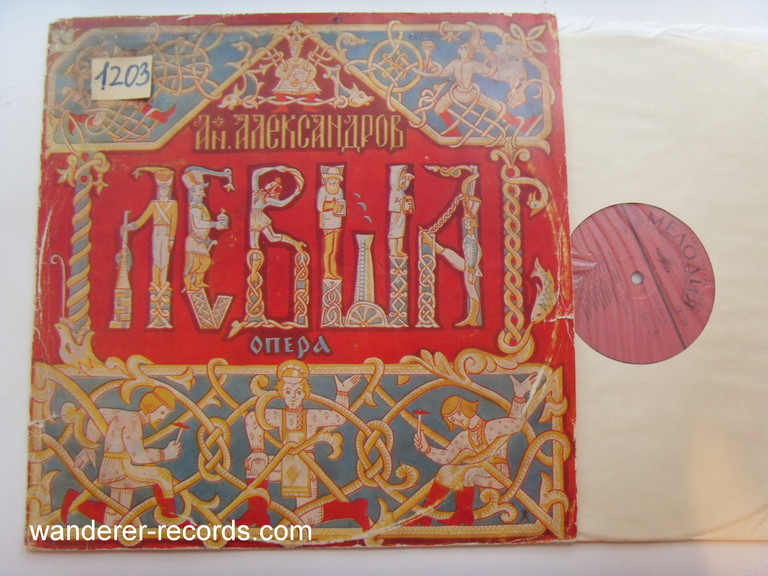 1203
Ан. Александров
ЛЕВША
ОПЕРА
МЕЛОДИЯ
wanderer-records.com